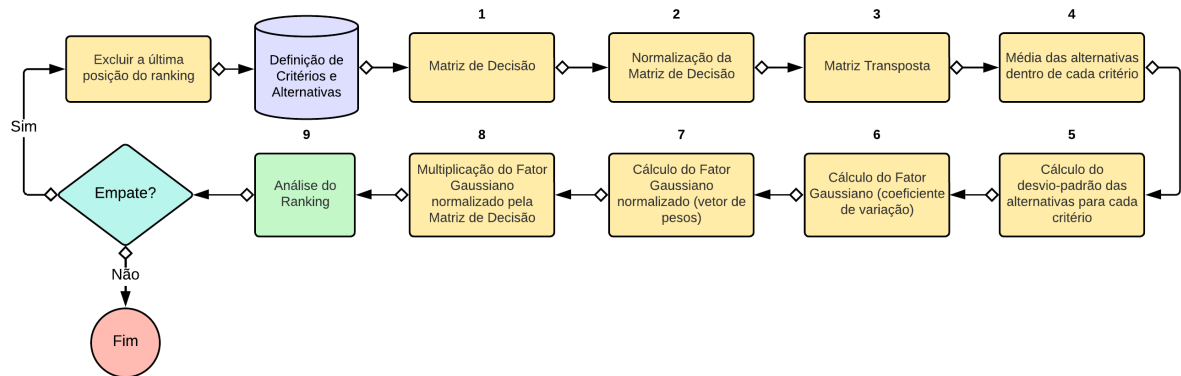 1
2
3
4
Excluir a última
posição do ranking
Definição de
Critérios e
Alternativas
Matriz de Decisão
Normalização da
Matriz de Decisão
Matriz Transposta
Média das alternativas
dentro de cada critério
Sim
9
8
7
6
5
Empate?
Análise do
Ranking
Multiplicação do Fator
Gaussiano
normalizado pela
Matriz de Decisão
Cálculo do Fator
Gaussiano
normalizado (vetor de
pesos)
Cálculo do Fator
Gaussiano (coeficiente
de variação)
Cálculo do
desvio-padrão das
alternativas para cada
critério
Não
Fim